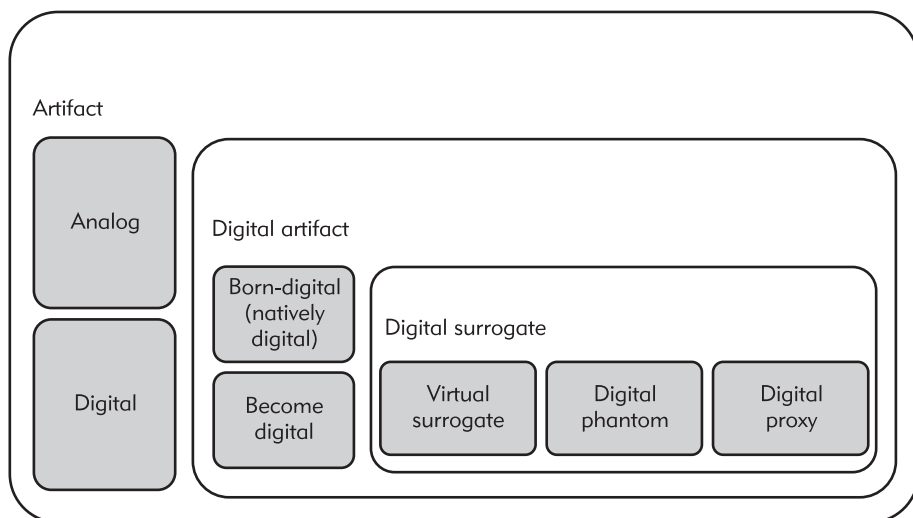 Artifact
Analog
Digital
Digital artifact
Born-digital
(natively
digital)
Become
digital
Digital surrogate
Virtual
surrogate
Digital
phantom
Digital
proxy